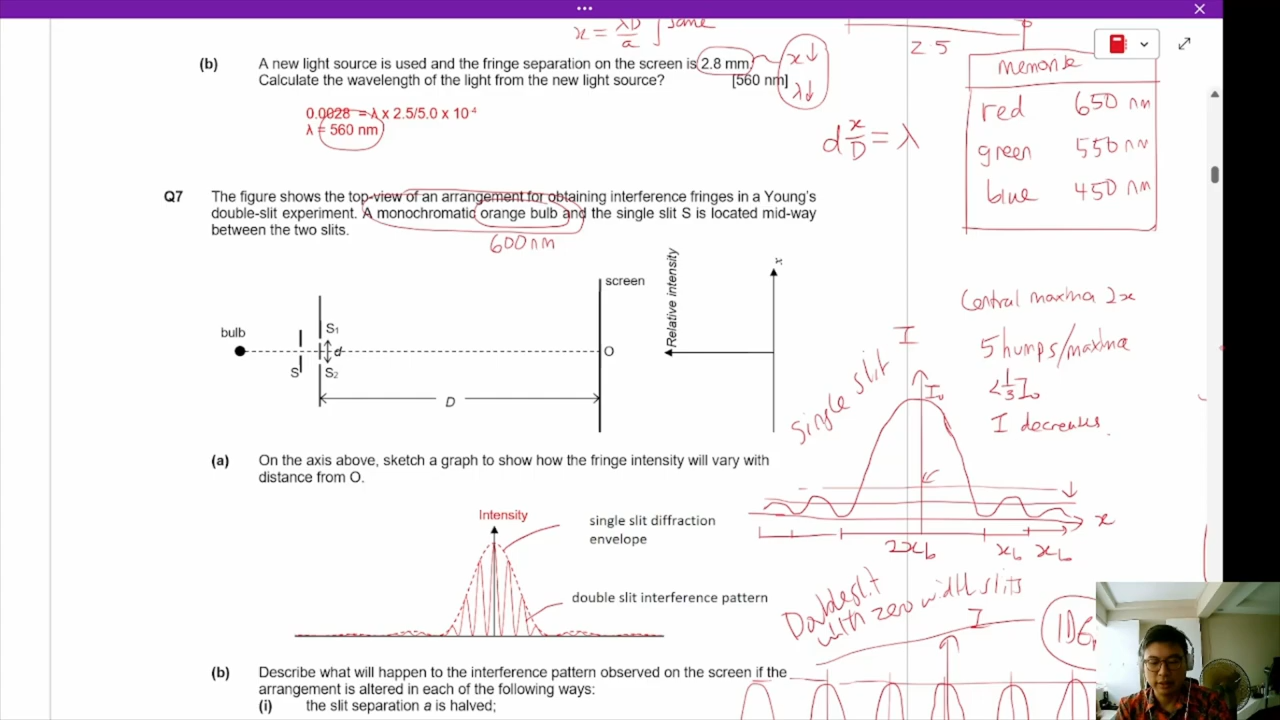 x = λD/a } same
2.5
(b) A new light source is used and the fringe separation on the screen is 2.8 mm.
Calculate the wavelength of the light from the new light source? [560 nm]
x↓
λ↓
0.0028 = λ x 2.5/5.0 x 10⁻⁴
λ = 560 nm
d x/D = λ
red 650 nm
green 550 nm
blue 450 nm
Q7 The figure shows the top-view of an arrangement for obtaining interference fringes in a Young's
double-slit experiment. A monochromatic orange bulb and the single slit S is located mid-way
between the two slits.
600nm
screen
Relative intensity
x
bulb
S₁
d
O
S
S₂
D
Central maxima 2x
5 humps/maxima
<1/3 I₀
I decreases
single slit
I
I₀
x
2xb xb xb
(a) On the axis above, sketch a graph to show how the fringe intensity will vary with
distance from O.
Intensity
single slit diffraction
envelope
double slit interference pattern
Double slit
with zero width slits
I
(b) Describe what will happen to the interference pattern observed on the screen if the
arrangement is altered in each of the following ways:
(i) the slit separation a is halved;